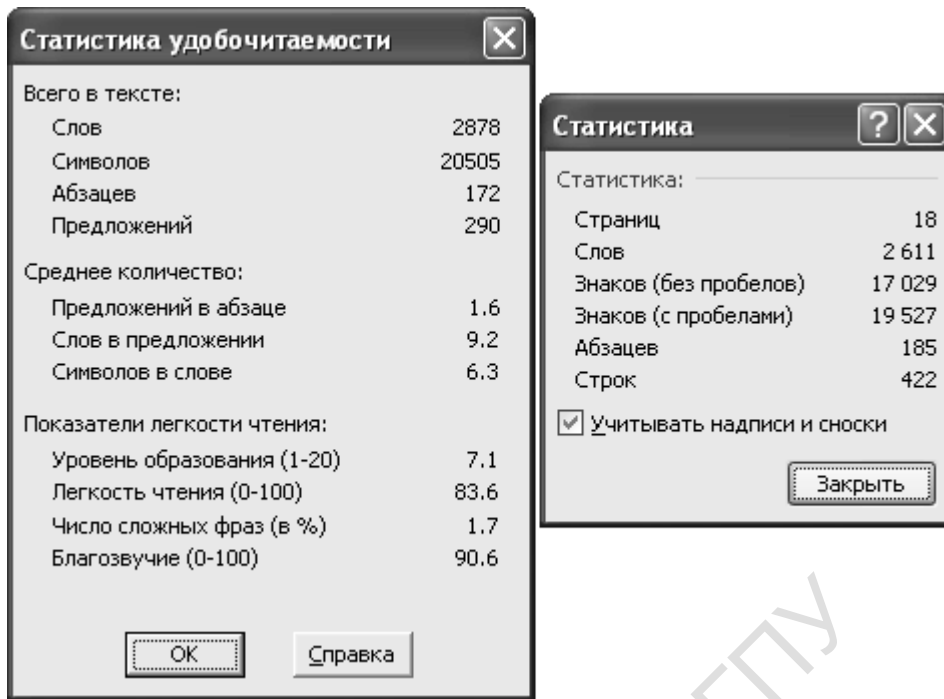 Статистика удобочитаемости
Всего в тексте:
Слов 2878
Символов 20505
Абзацев 172
Предложений 290
Среднее количество:
Предложений в абзаце 1.6
Слов в предложении 9.2
Символов в слове 6.3
Показатели легкости чтения:
Уровень образования (1-20) 7.1
Легкость чтения (0-100) 83.6
Число сложных фраз (в %) 1.7
Благозвучие (0-100) 90.6
ОК Справка
Статистика ?
Статистика:
Страниц 18
Слов 2 611
Знаков (без пробелов) 17 029
Знаков (с пробелами) 19 527
Абзацев 185
Строк 422
Учитывать надписи и сноски
Закрыть